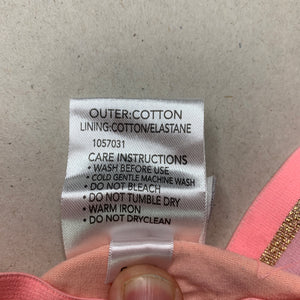 OUTER:COTTON
LINING:COTTON/ELASTANE
1057031
CARE INSTRUCTIONS
• WASH BEFORE USE
• COLD GENTLE MACHINE WASH
• DO NOT BLEACH
• DO NOT TUMBLE DRY
• WARM IRON
• DO NOT DRYCLEAN